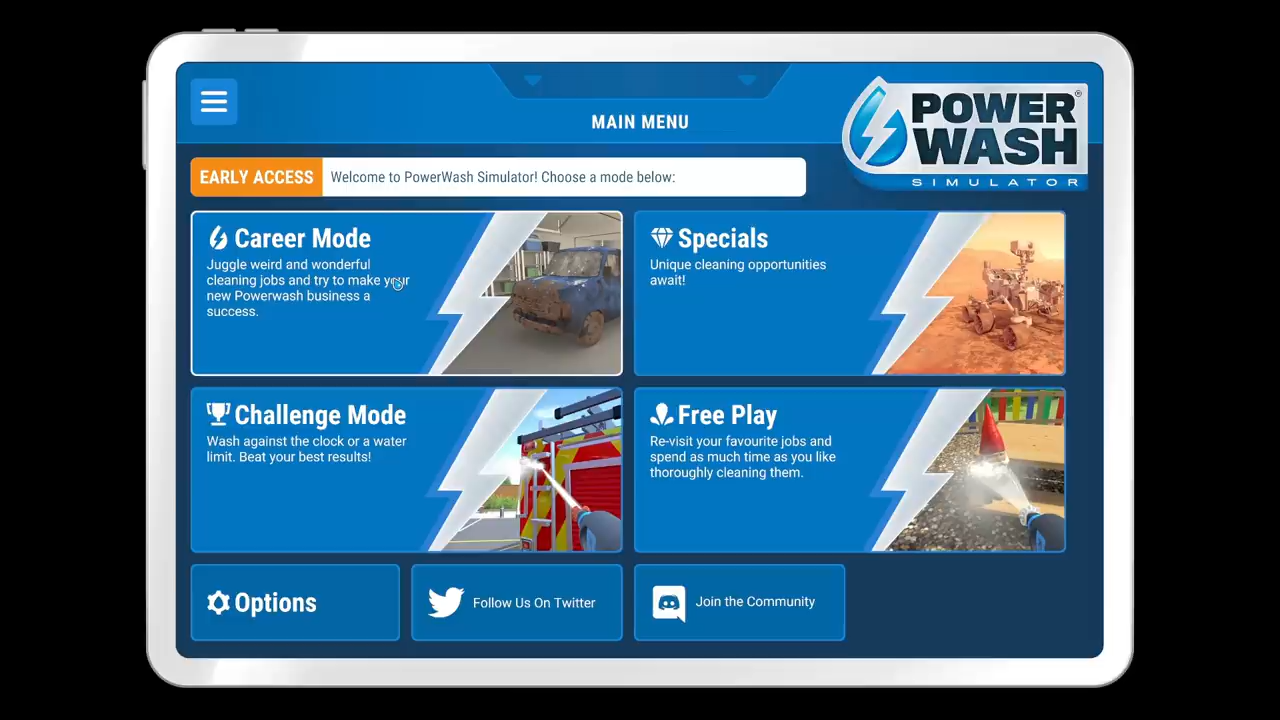 MAIN MENU
POWER
WASH
SIMULATOR
EARLY ACCESS Welcome to PowerWash Simulator! Choose a mode below:
Career Mode
Juggle weird and wonderful
cleaning jobs and try to make your
new Powerwash business a
success.
Specials
Unique cleaning opportunities
await!
Challenge Mode
Wash against the clock or a water
limit. Beat your best results!
Free Play
Re-visit your favourite jobs and
spend as much time as you like
thoroughly cleaning them.
Options
Follow Us On Twitter
Join the Community